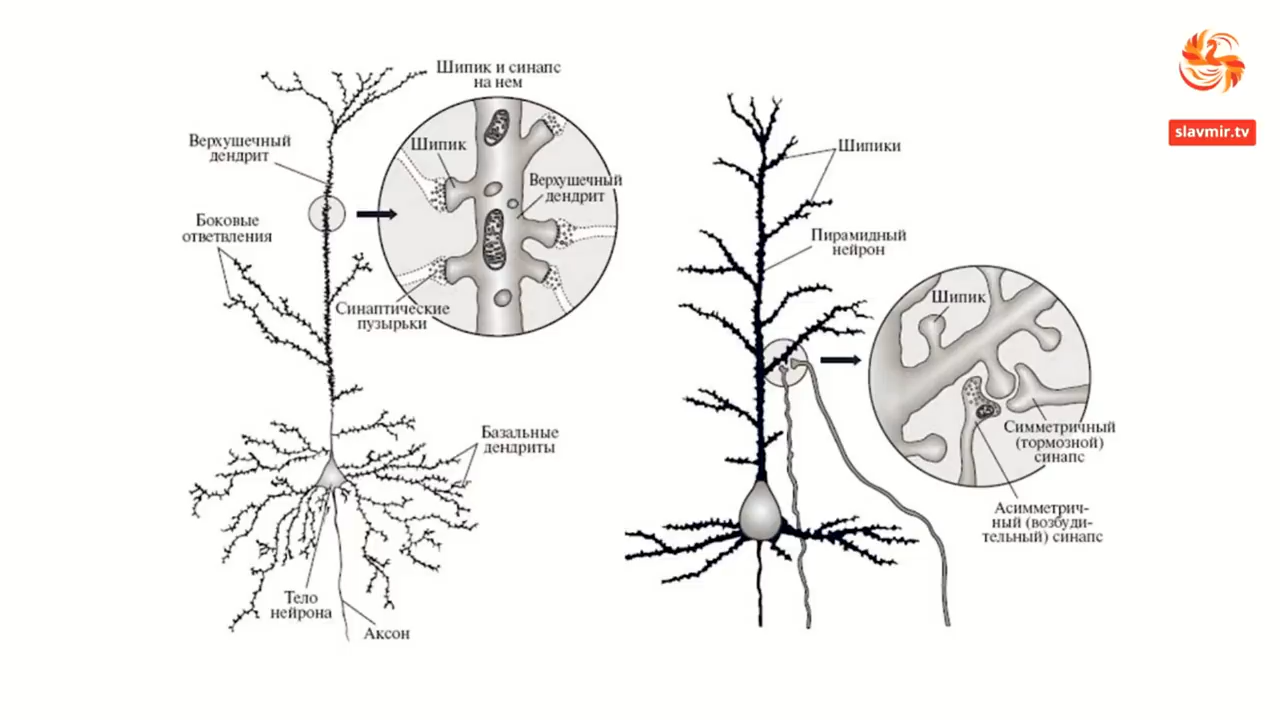 Шипик и синапс
на нем
Верхушечный
дендрит
Шипик
Верхушечный
дендрит
Боковые
ответвления
Синаптические
пузырьки
Базальные
дендриты
Тело
нейрона
Аксон
Шипики
Пирамидный
нейрон
Шипик
Симметричный
(тормозной)
синапс
Асимметрич-
ный (возбуди-
тельный) синапс
slavmir.tv